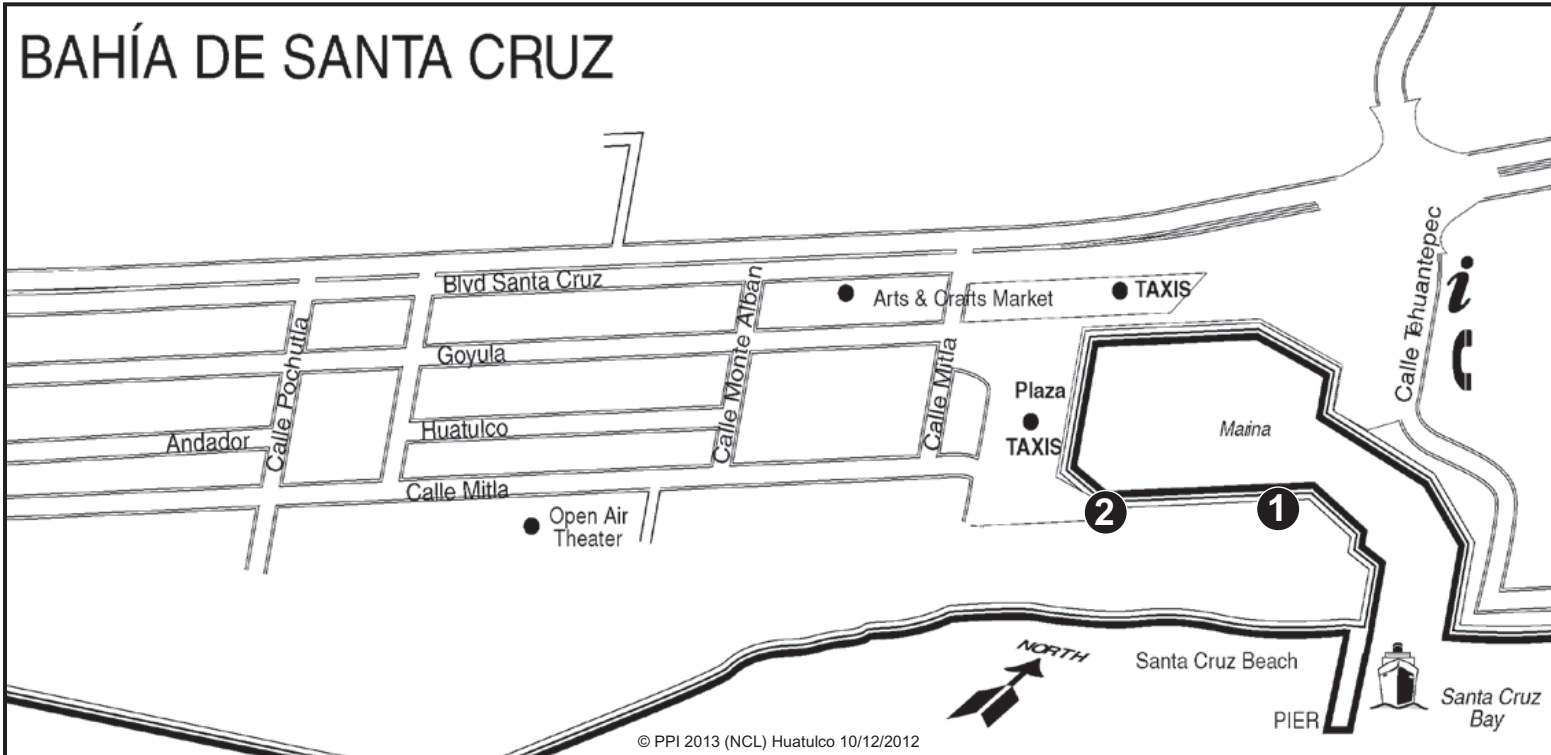 BAHÍA DE SANTA CRUZ
Calle Tehuantepec
i
Blvd Santa Cruz
Calle Monte Alban
Arts & Crafts Market
TAXIS
Calle Pochutla
Goyula
Calle Mitla
Plaza
TAXIS
Marina
Andador
Huatulco
Calle Mitla
2
1
Open Air
Theater
NORTH
Santa Cruz Beach
PIER
Santa Cruz
Bay
© PPI 2013 (NCL) Huatulco 10/12/2012